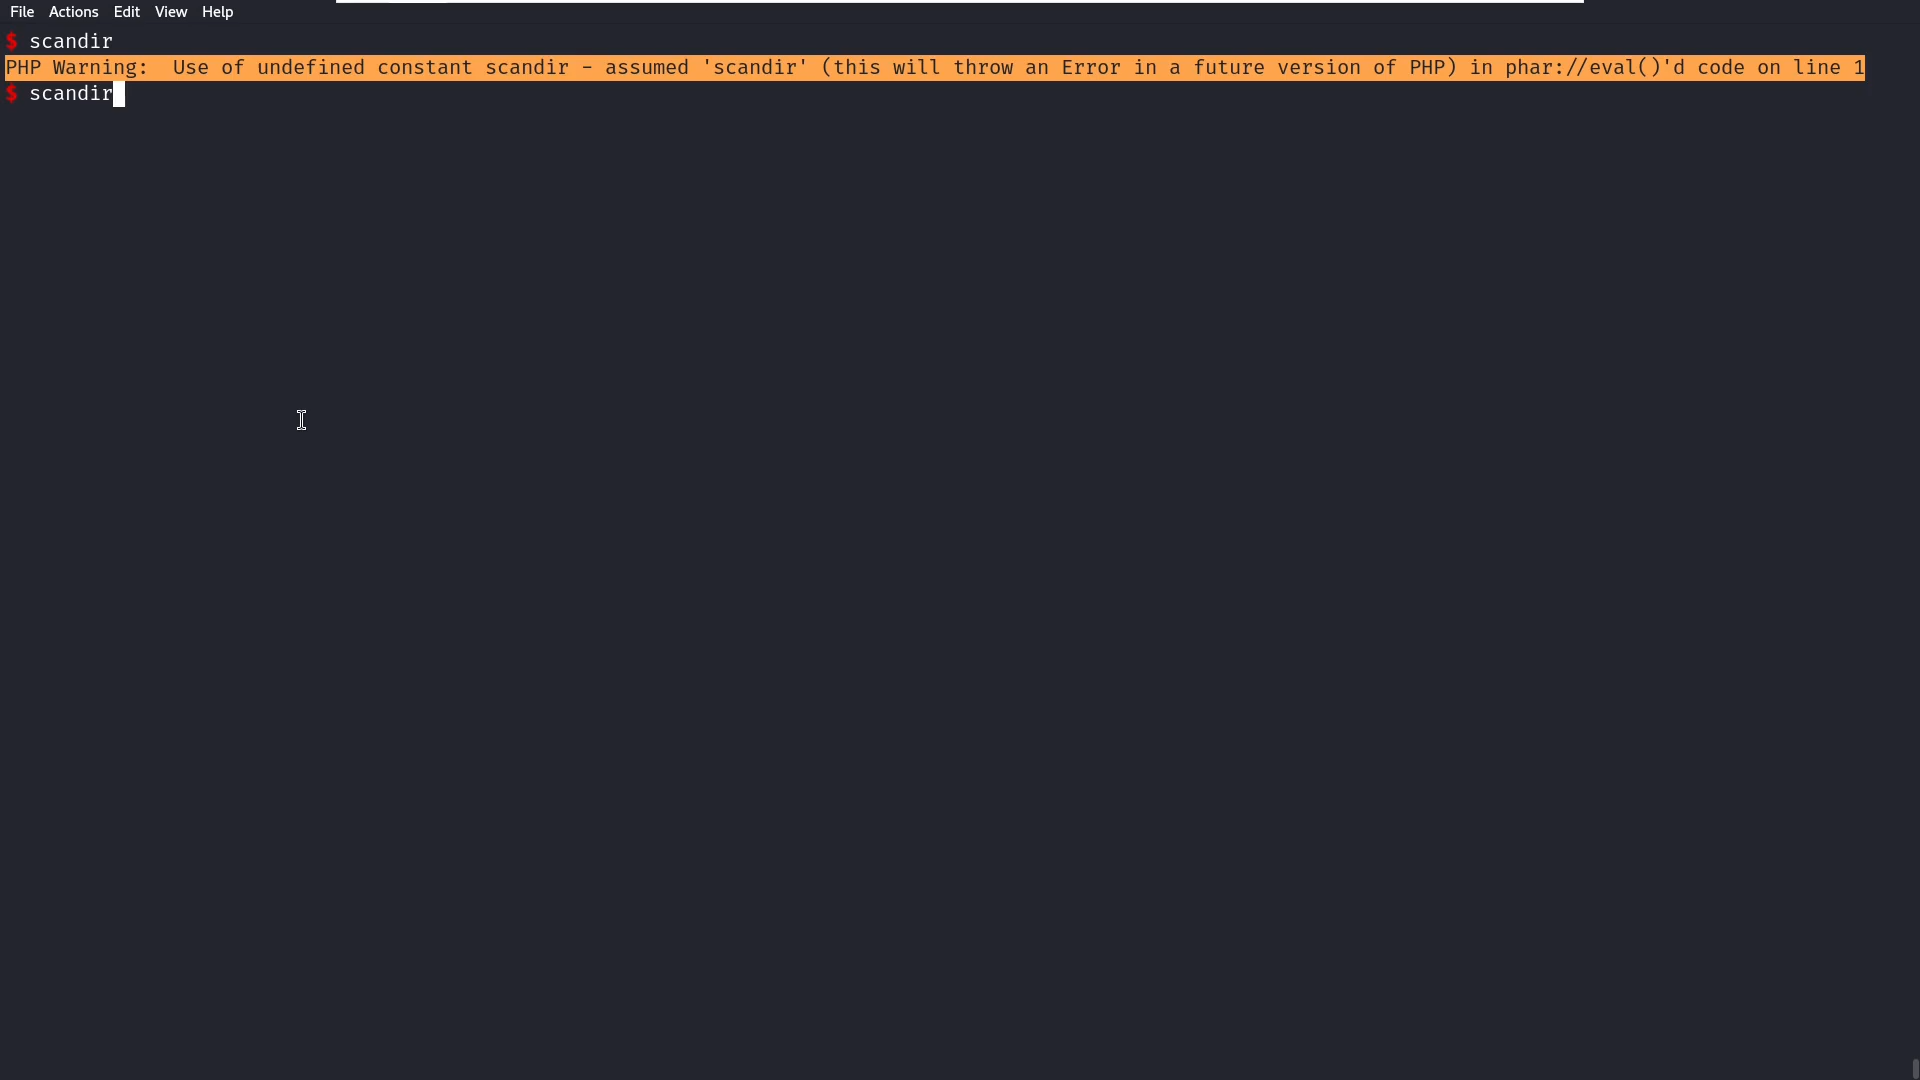 File Actions Edit View Help
$ scandir
PHP Warning:  Use of undefined constant scandir - assumed 'scandir' (this will throw an Error in a future version of PHP) in phar://eval()'d code on line 1
$ scandir